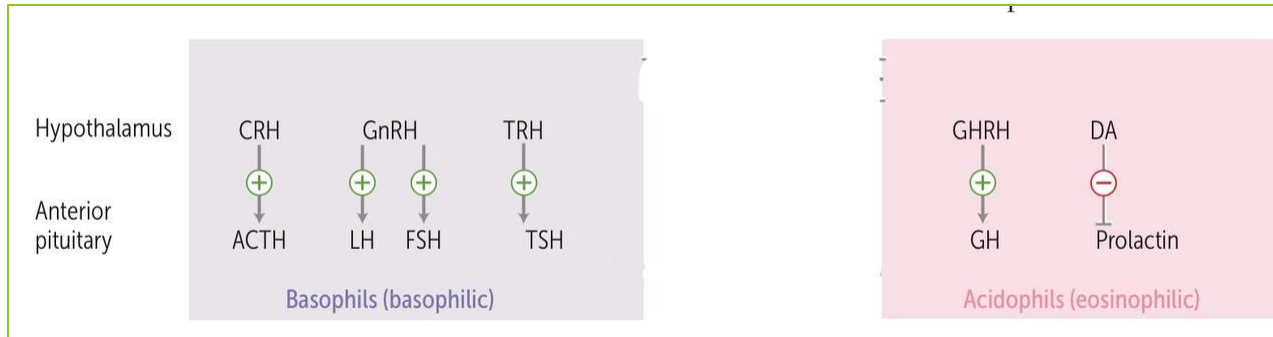 Hypothalamus CRH GnRH TRH GHRH DA
+ + + + + −
Anterior
pituitary ACTH LH FSH TSH GH Prolactin
Basophils (basophilic) Acidophils (eosinophilic)